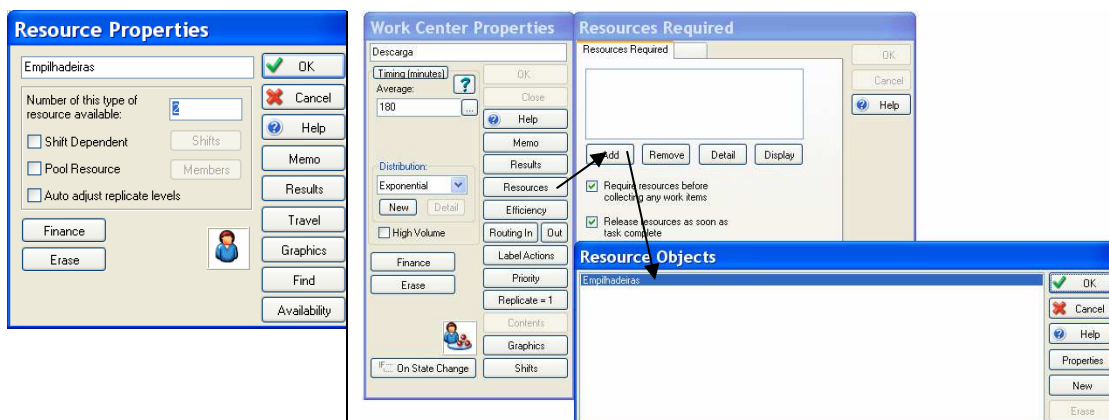 Resource Properties
Empilhadeiras
Number of this type of
resource available:
2
Shift Dependent
Shifts
Pool Resource
Members
Auto adjust replicate levels
Finance
Erase
OK
Cancel
Help
Memo
Results
Travel
Graphics
Find
Availability
Work Center Properties
Descarga
Timing (minutes)
Average:
180
...
Distribution:
Exponential
New
Detail
High Volume
Finance
Erase
On State Change
OK
Close
Help
Memo
Results
Resources
Efficiency
Routing In
Out
Label Actions
Priority
Replicate = 1
Contents
Graphics
Shifts
Resources Required
Resources Required
Add
Remove
Detail
Display
Require resources before
collecting any work items
Release resources as soon as
task complete
OK
Cancel
Help
Resource Objects
Empilhadeiras
OK
Cancel
Help
Properties
New
Erase